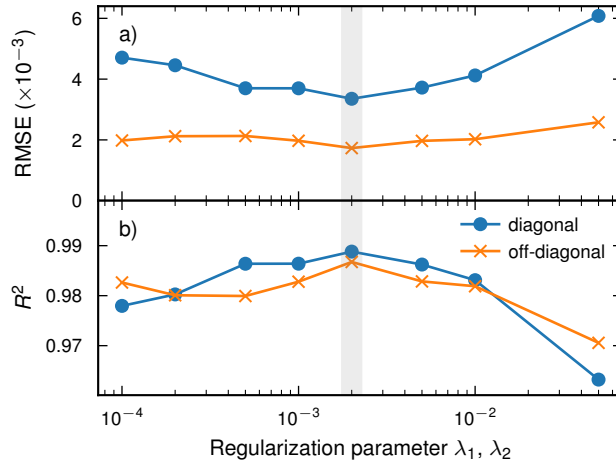 a)
6
4
2
0
RMSE (×10⁻³)
b)
diagonal
off-diagonal
0.99
0.98
0.97
R²
10⁻⁴
10⁻³
10⁻²
Regularization parameter λ₁, λ₂